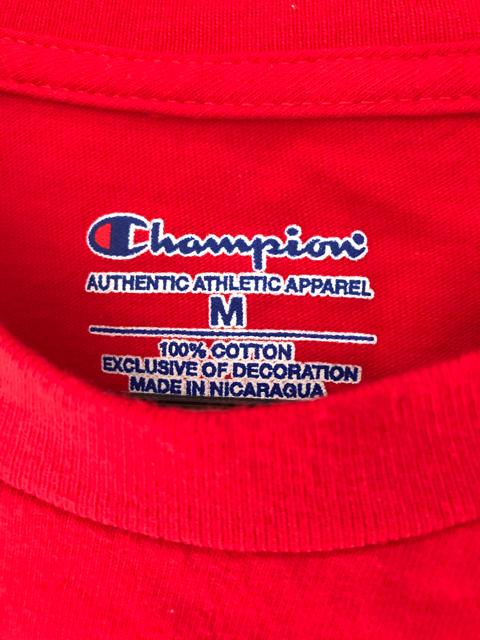 Champion
AUTHENTIC ATHLETIC APPAREL
M
100% COTTON
EXCLUSIVE OF DECORATION
MADE IN NICARAGUA